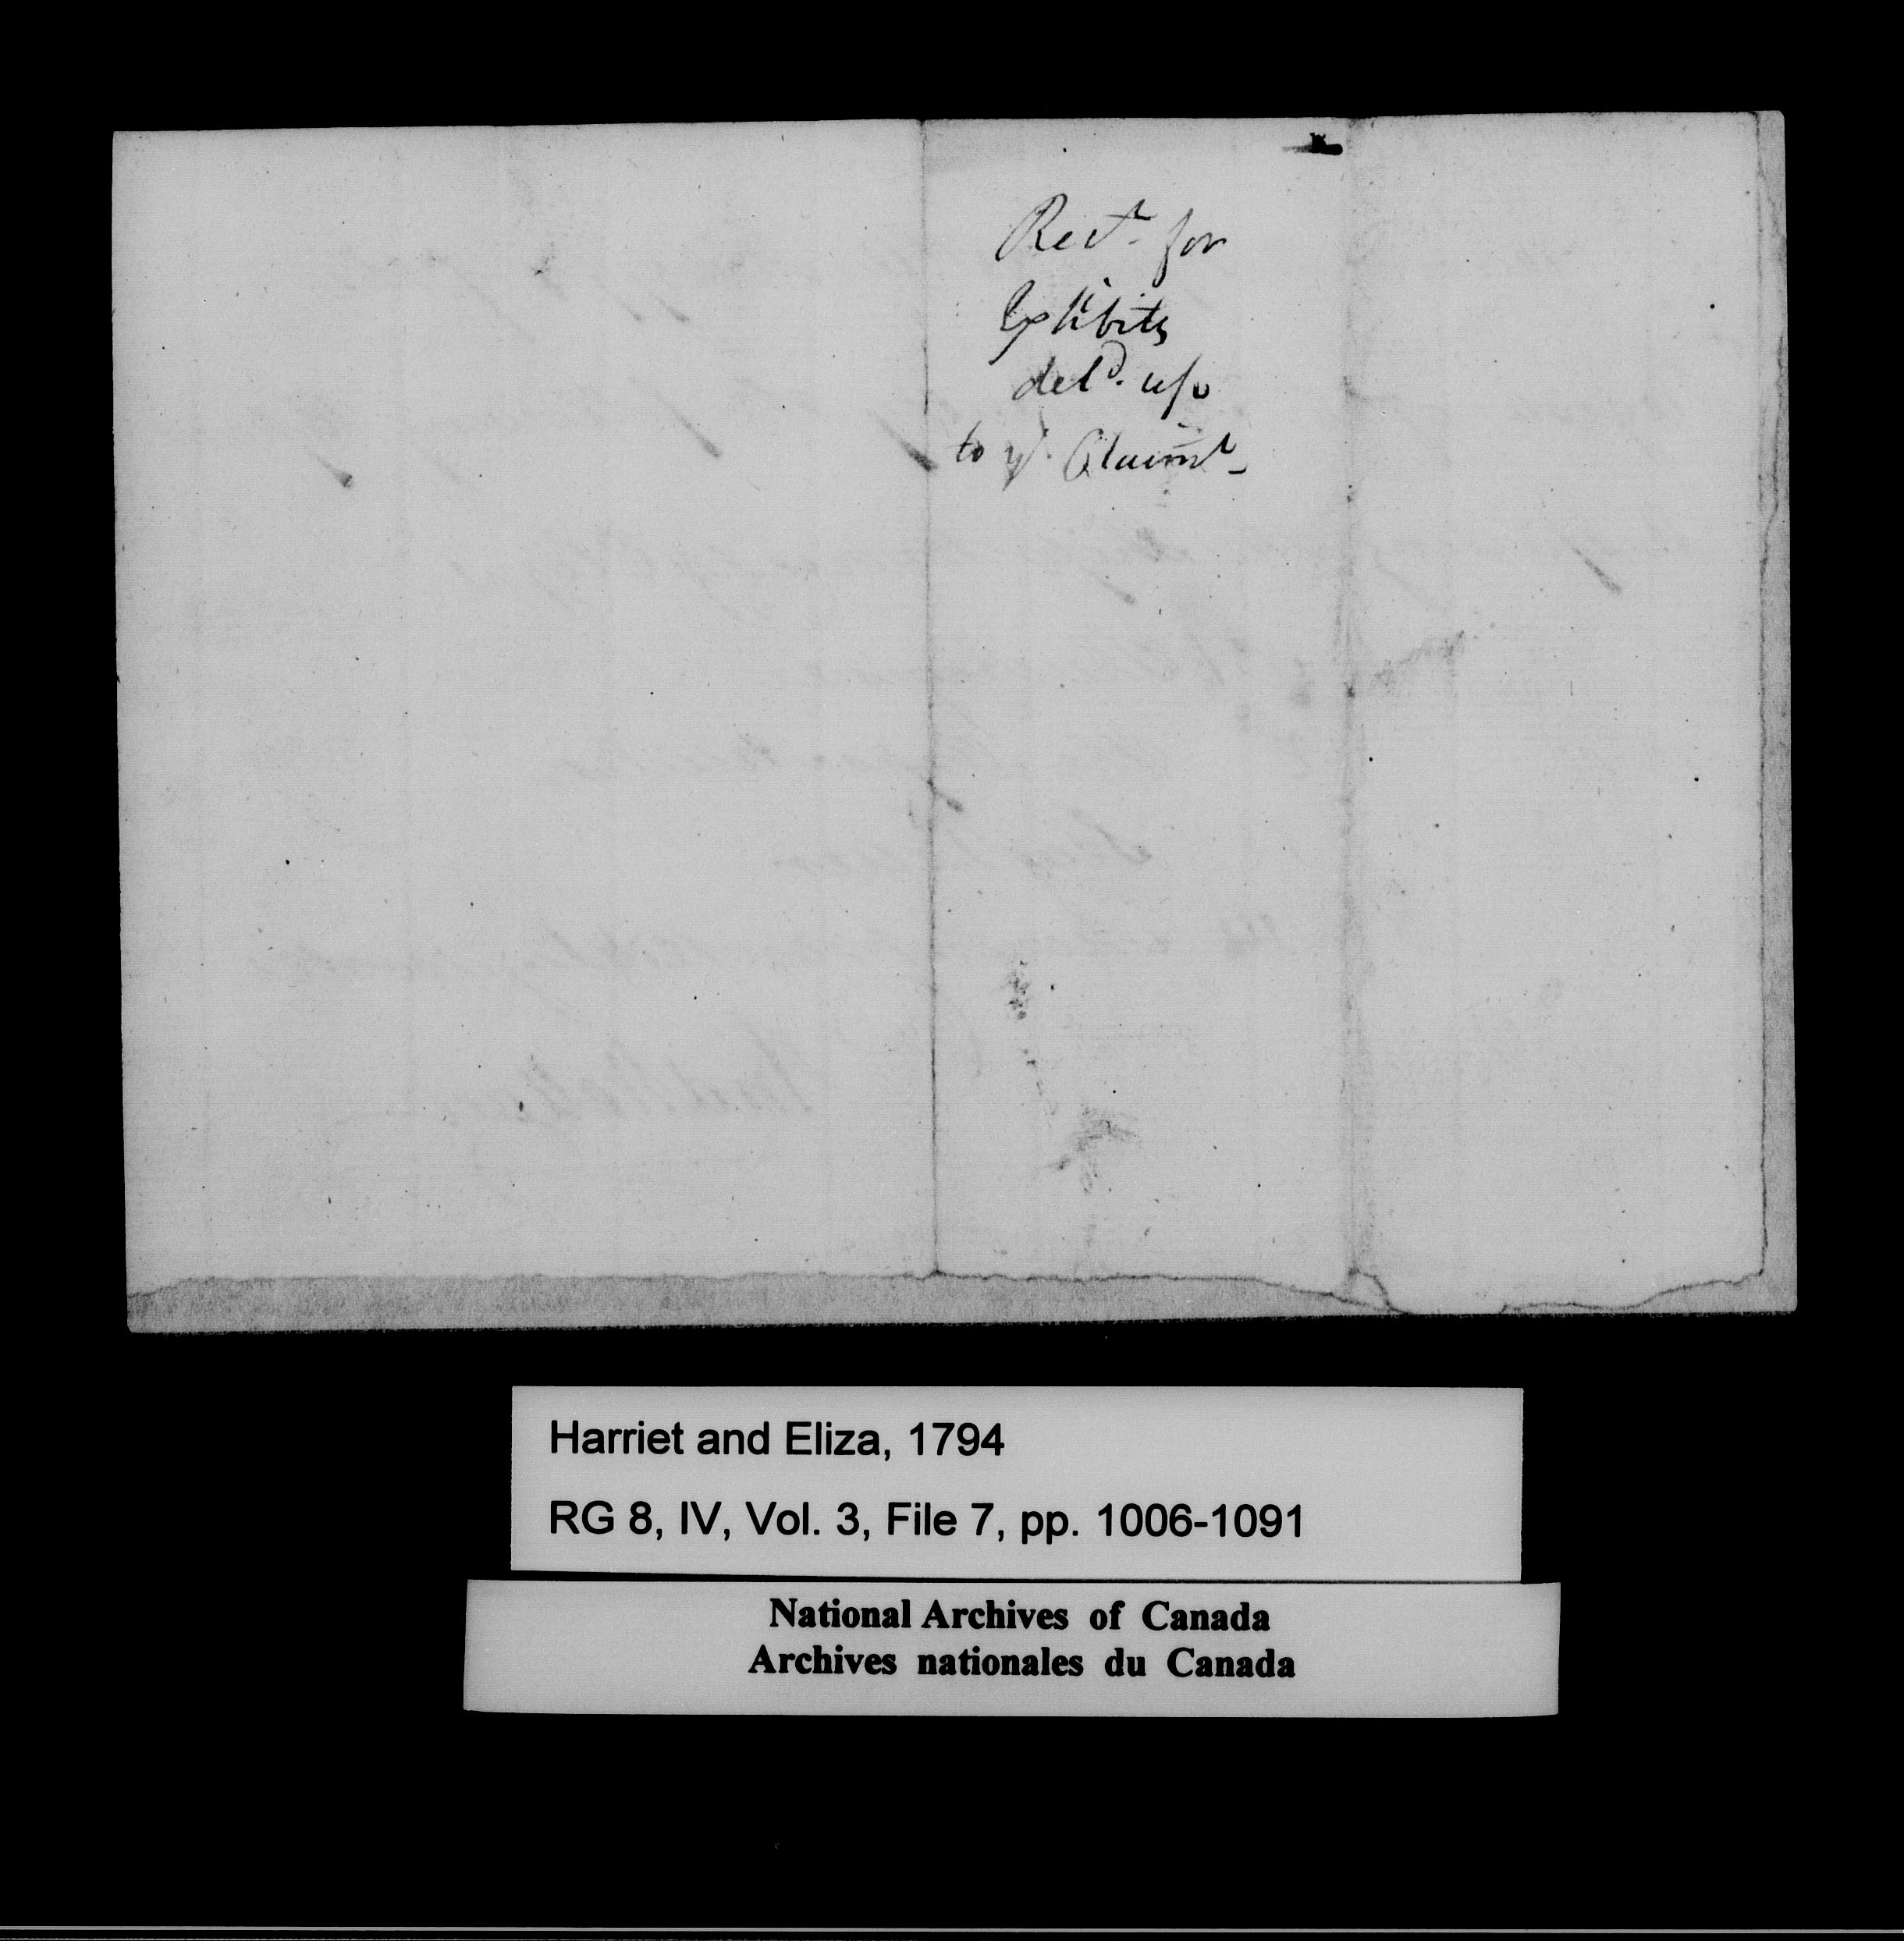 Rect. for
Exhibits
deld. up
to ye. Claimt.
Harriet and Eliza, 1794
RG 8, IV, Vol. 3, File 7, pp. 1006-1091
National Archives of Canada
Archives nationales du Canada